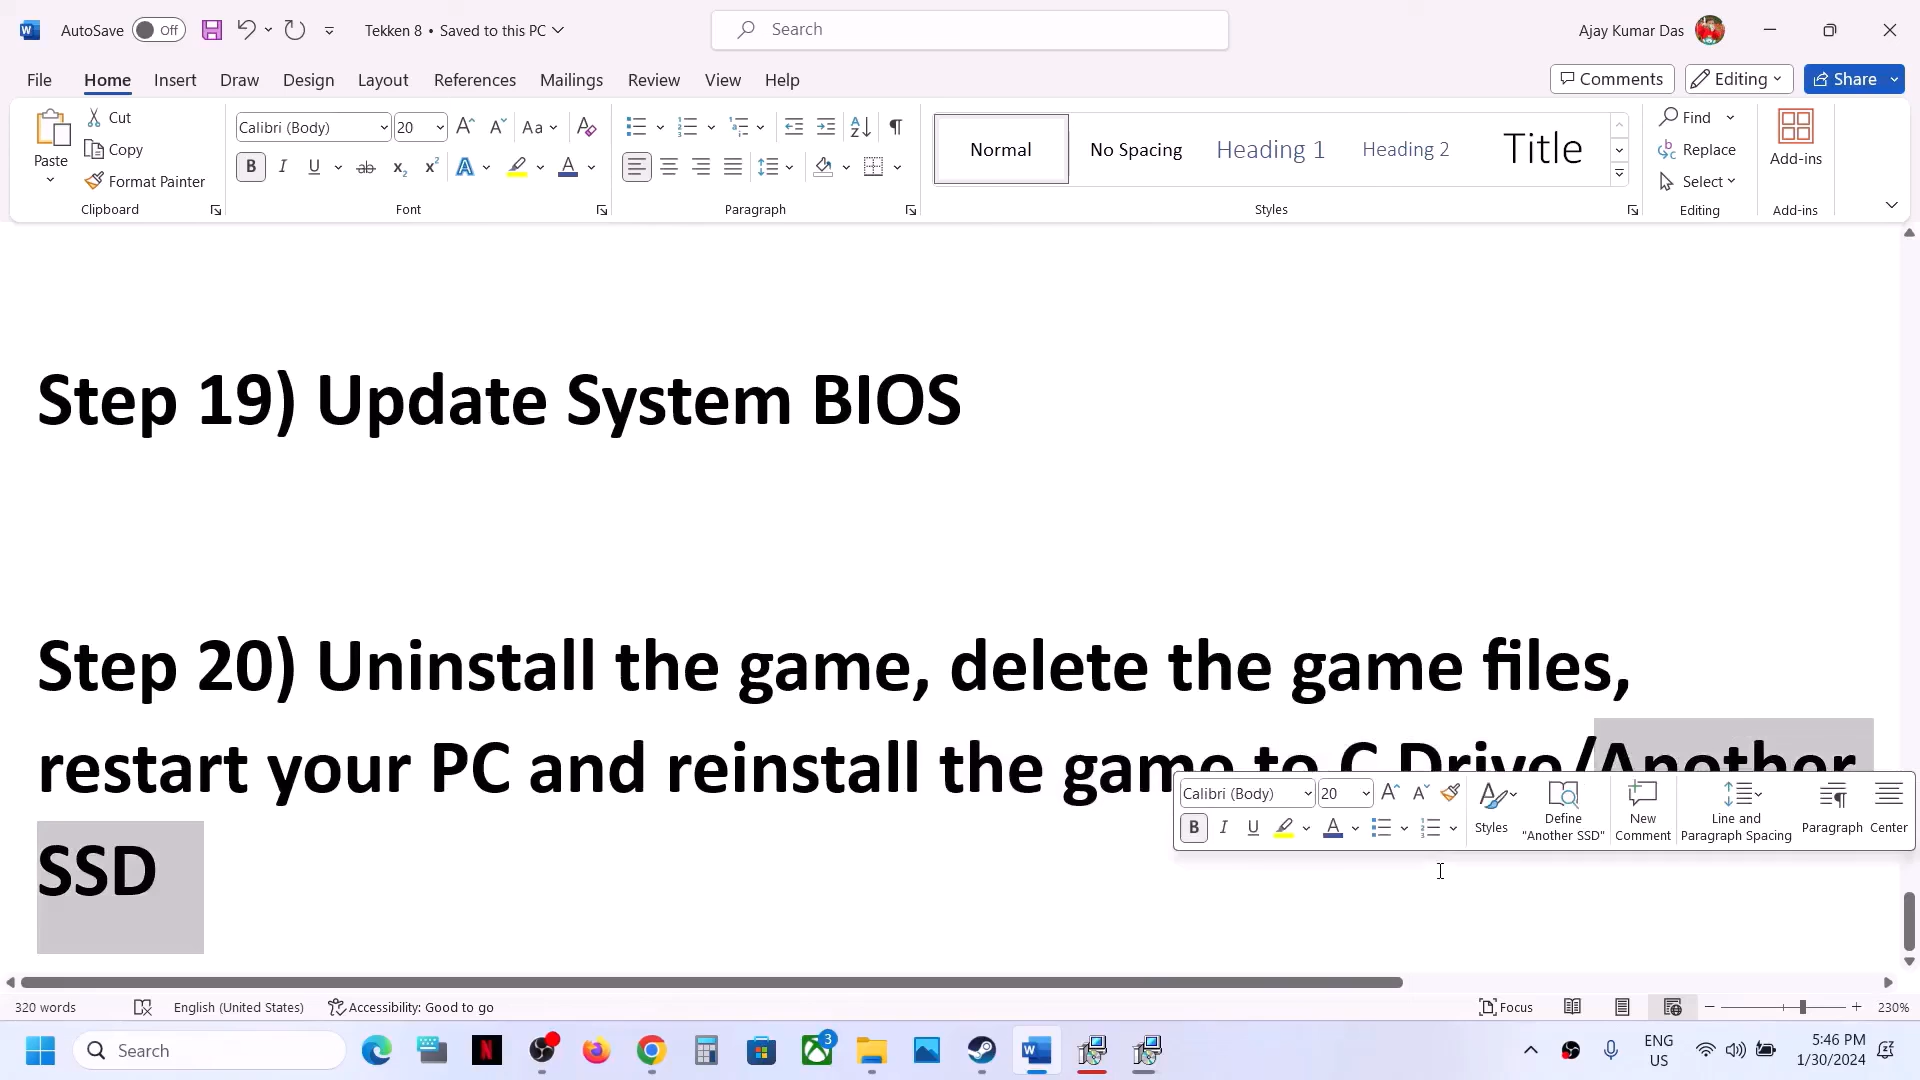 AutoSave Off Tekken 8 • Saved to this PC Search Ajay Kumar Das
File Home Insert Draw Design Layout References Mailings Review View Help Comments Editing Share
Paste Cut Copy Format Painter
Clipboard
Calibri (Body) 20 Aa
B I U ab x₂ x² A A
Font
Paragraph
Normal No Spacing Heading 1 Heading 2 Title
Styles
Find Replace Select
Editing
Add-ins
Add-ins
Step 19) Update System BIOS
Step 20) Uninstall the game, delete the game files,
restart your PC and reinstall the game to C Drive/Another
SSD
Calibri (Body) 20
B I U A
Styles
Define
"Another SSD"
New
Comment
Line and
Paragraph Spacing
Paragraph
Center
320 words English (United States) Accessibility: Good to go Focus 230%
Search 3 ENG
US
5:46 PM
1/30/2024